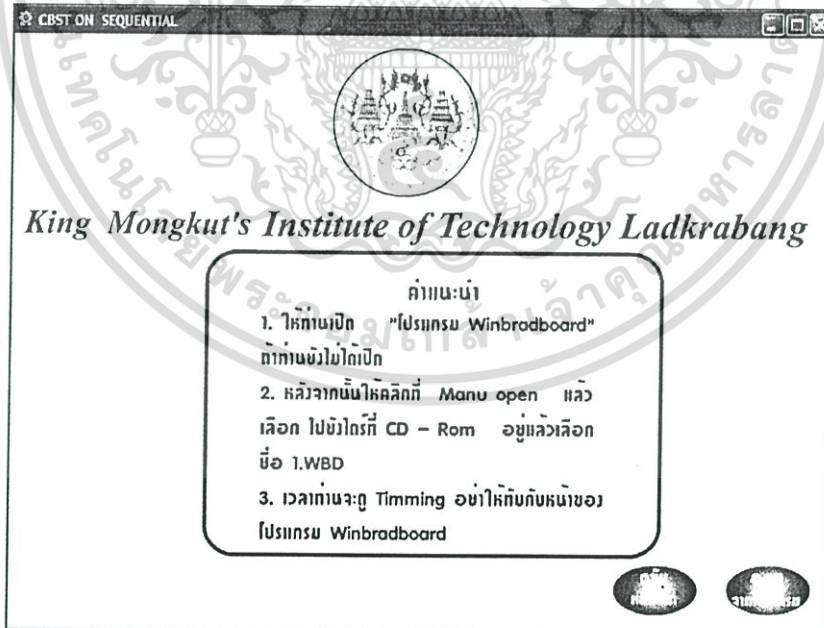 CBST ON SEQUENTIAL
King Mongkut's Institute of Technology Ladkrabang
คำแนะนำ
1. ให้ท่านเปิด "โปรแกรม Winbradboard"
ถ้าท่านยังไม่ได้เปิด
2. หลังจากนั้นให้คลิกที่ Manu open แล้ว
เลือก ไปยังไดร์ที่ CD – Rom อยู่แล้วเลือก
ชื่อ 1.WBD
3. เวลาท่านจะดู Timming อย่าให้ทับกับหน้าของ
โปรแกรม Winbradboard